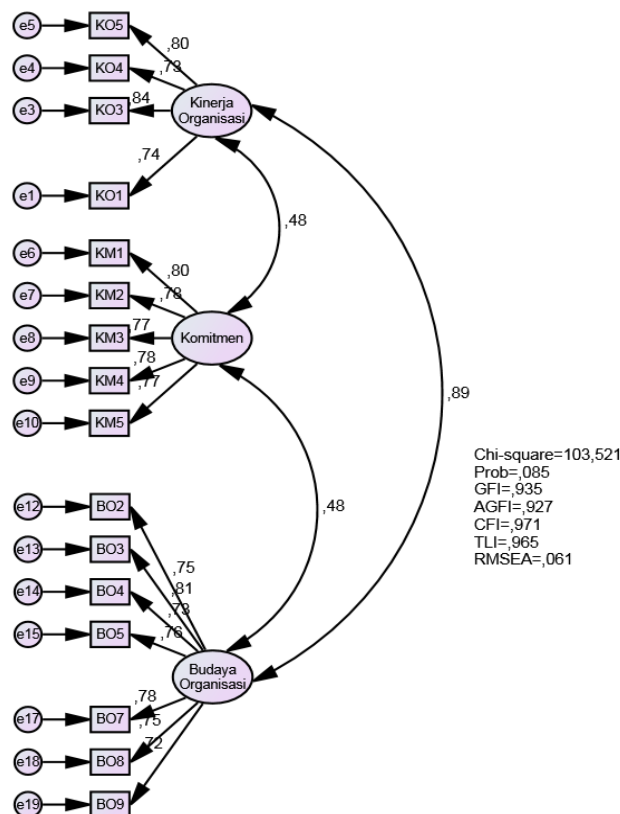 e5 KO5
,80
e4 KO4 ,73
e3 KO3 ,84
Kinerja
Organisasi
,74
e1 KO1
,48
e6 KM1
,80
e7 KM2 ,78
e8 KM3 ,77
Komitmen
,78
e9 KM4 ,77
e10 KM5
,89
Chi-square=103,521
Prob=,085
GFI=,935
AGFI=,927
CFI=,971
TLI=,965
RMSEA=,061
e12 BO2
,48
e13 BO3 ,75
e14 BO4 ,81
,73
e15 BO5 ,76
Budaya
Organisasi
,78
e17 BO7 ,75
,72
e18 BO8
e19 BO9